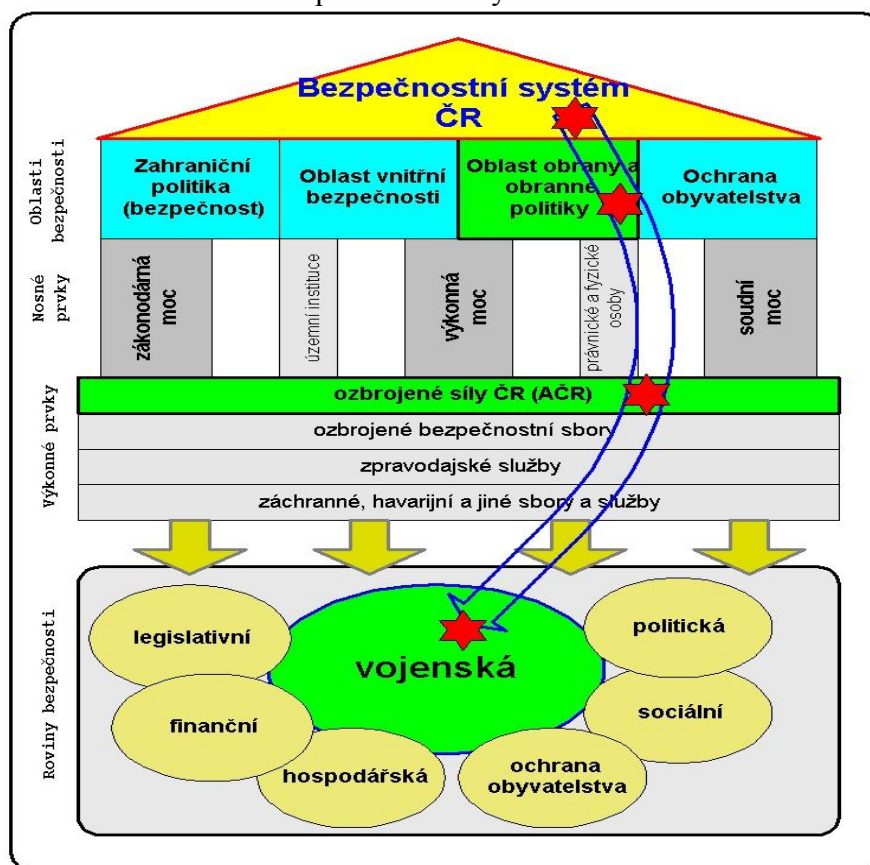 Bezpečnostní systém
ČR
Oblasti
bezpečnosti
Zahraniční
politika
(bezpečnost)
Oblast vnitřní
bezpečnosti
Oblast obrany a
obranné
politiky
Ochrana
obyvatelstva
Nosné
prvky
zákonodárná
moc
územní instituce
výkonná
moc
právnické a fyzické
osoby
soudní
moc
Výkonné prvky
ozbrojené síly ČR (AČR)
ozbrojené bezpečnostní sbory
zpravodajské služby
záchranné, havarijní a jiné sbory a služby
Roviny bezpečnosti
legislativní
politická
vojenská
finanční
sociální
hospodářská
ochrana
obyvatelstva